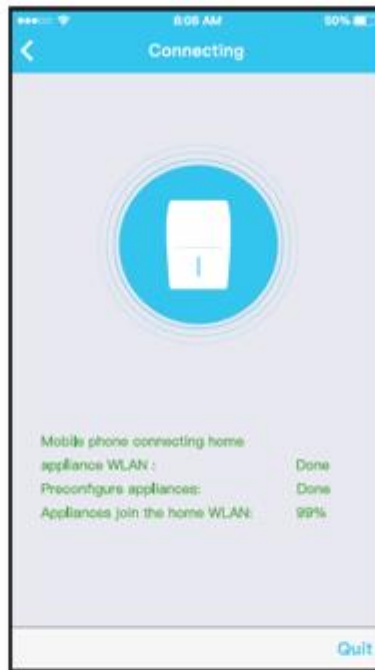 8:08 AM 50%
Connecting
Mobile phone connecting home
appliance WLAN : Done
Preconfigure appliances: Done
Appliances join the home WLAN: 99%
Quit